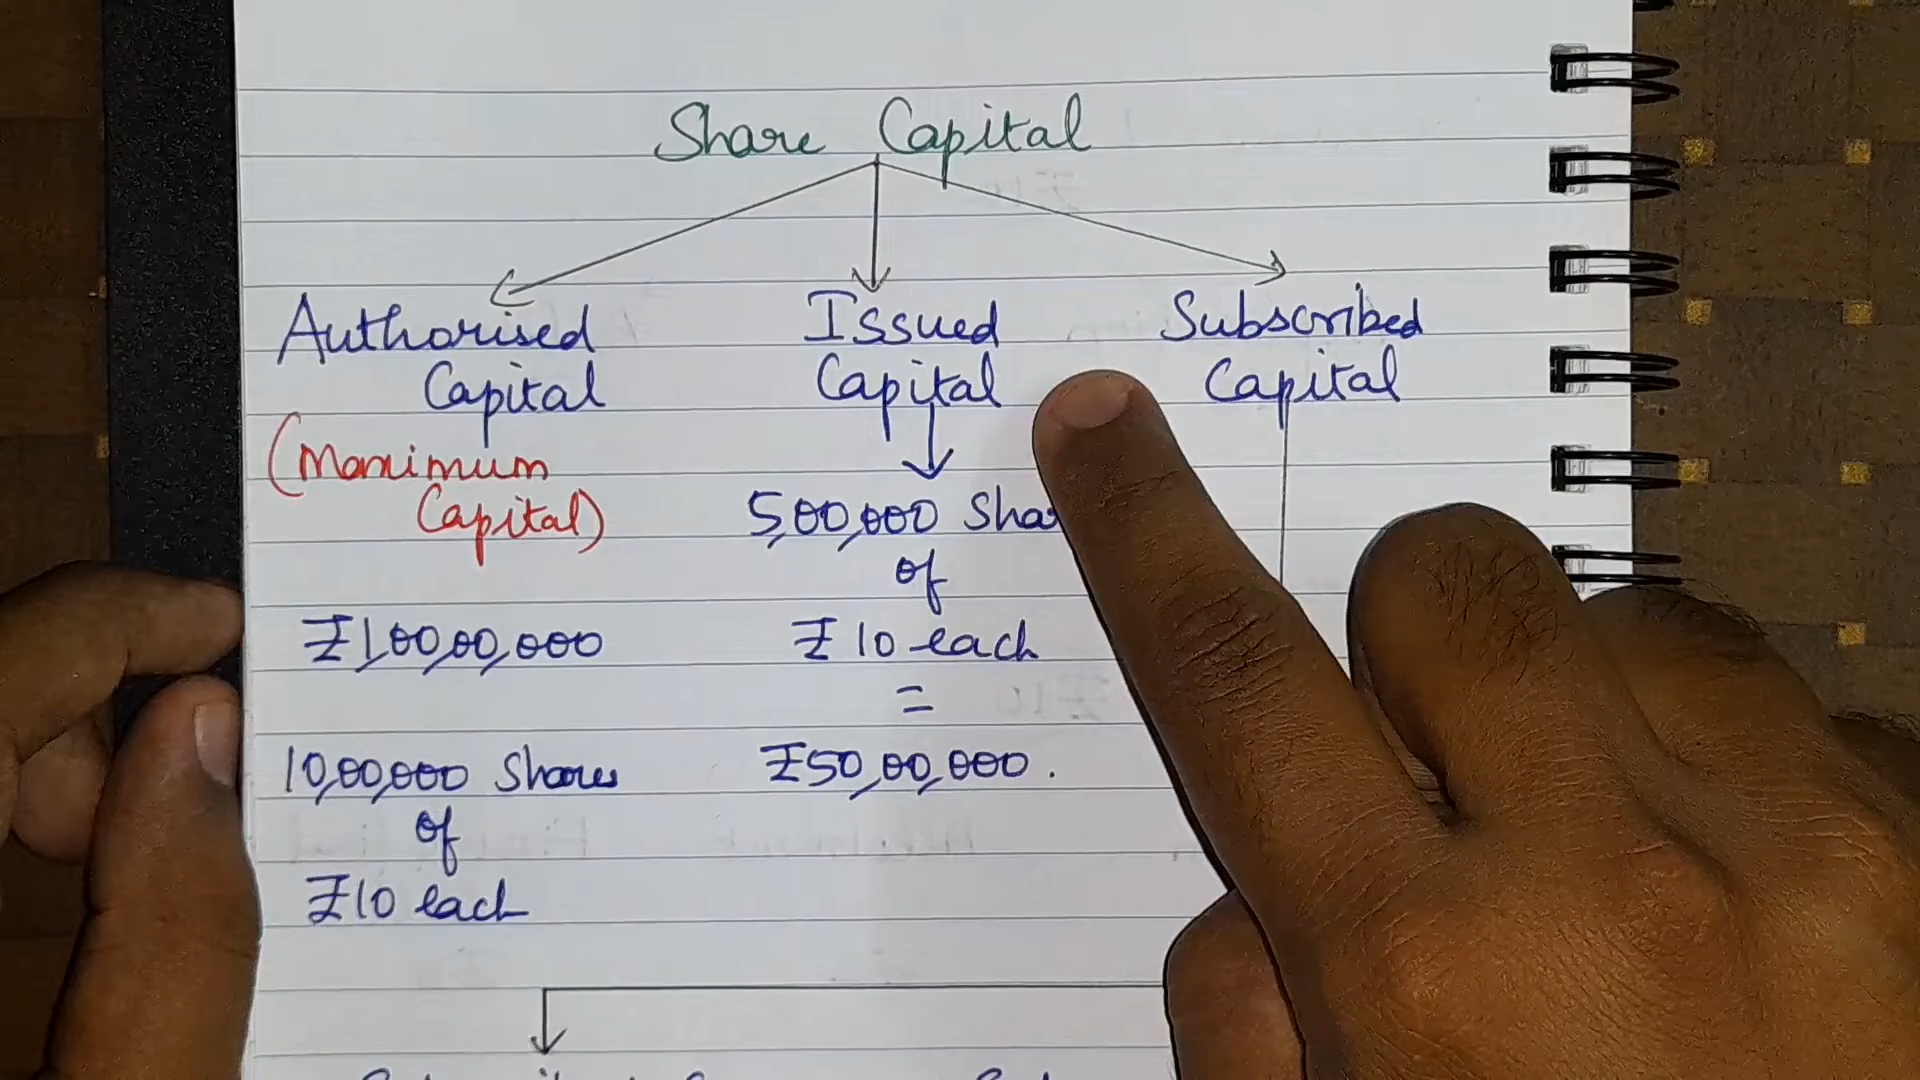 Share Capital
Authorised
Capital
(Maximum
Capital)
₹1,00,00,000
10,00,000 Shares
of
₹10 each
Issued
Capital
5,00,000
of
₹10 each
=
₹50,00,000.
Subscribed
Capital